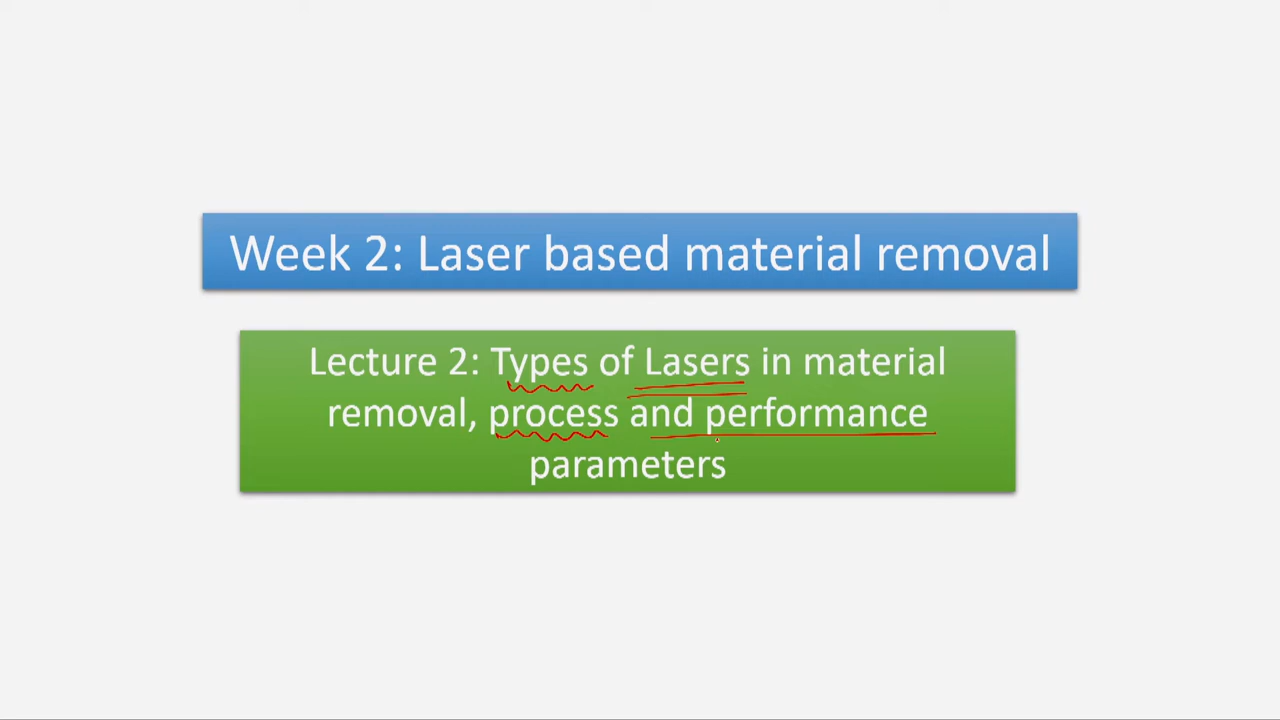 Week 2: Laser based material removal
Lecture 2: Types of Lasers in material
removal, process and performance
parameters